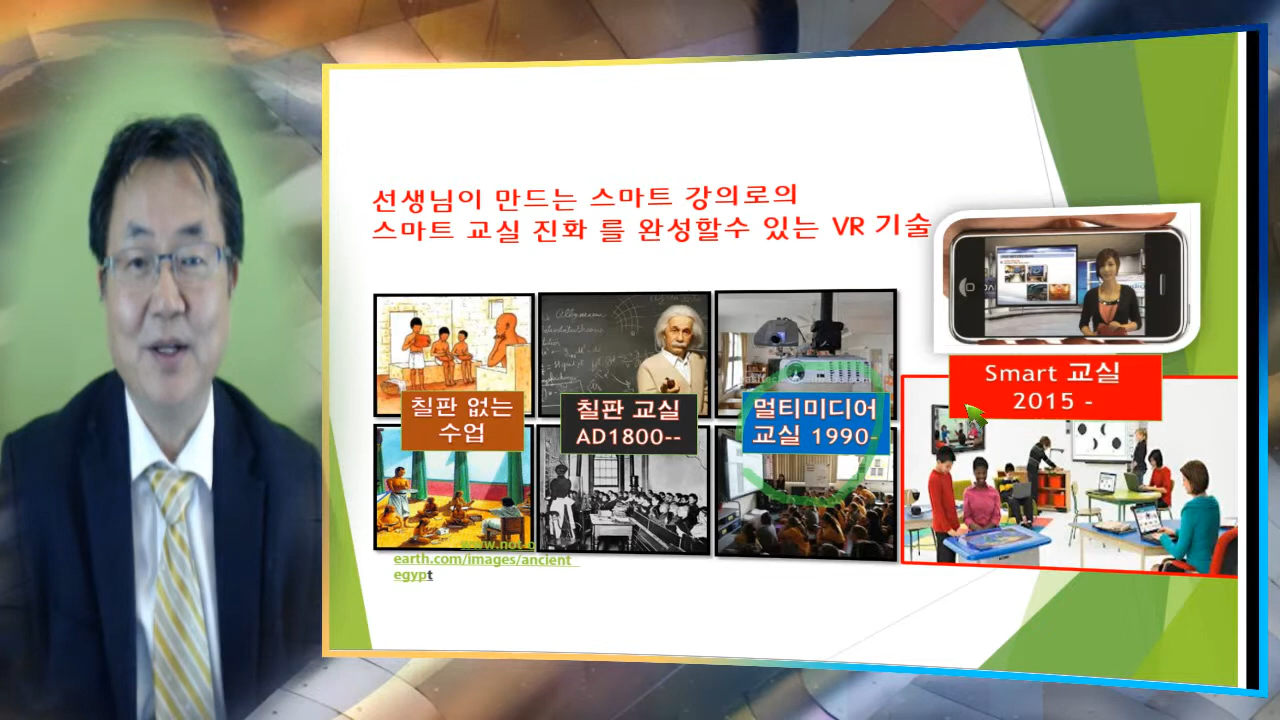 선생님이 만드는 스마트 강의로의
스마트 교실 진화 를 완성할수 있는 VR 기술
Smart 교실
2015 -
칠판 없는
수업
칠판 교실
AD1800--
멀티미디어
교실 1990-
www.not-
earth.com/images/ancient
egypt